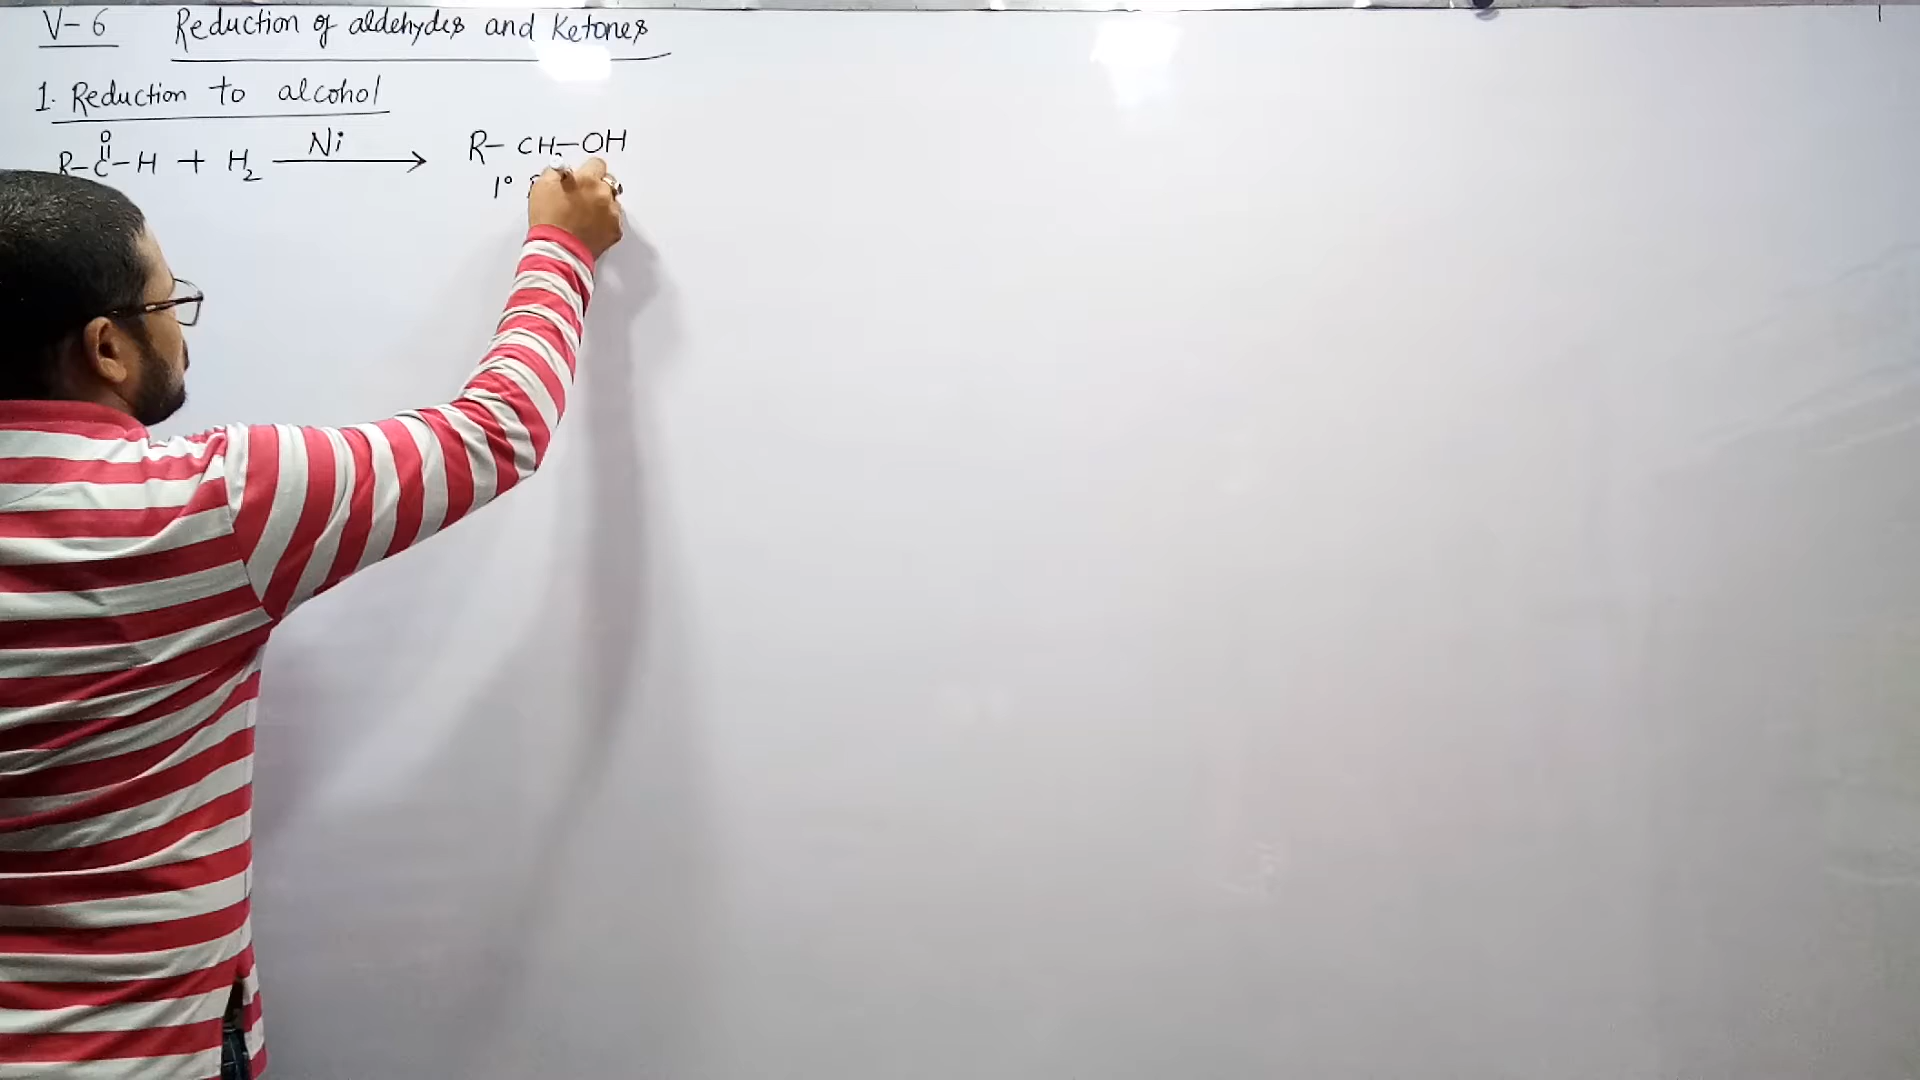 V-6 Reduction of aldehydes and Ketones
1. Reduction to alcohol
O
||
R-C-H + H2 Ni → R-CH2-OH
1°